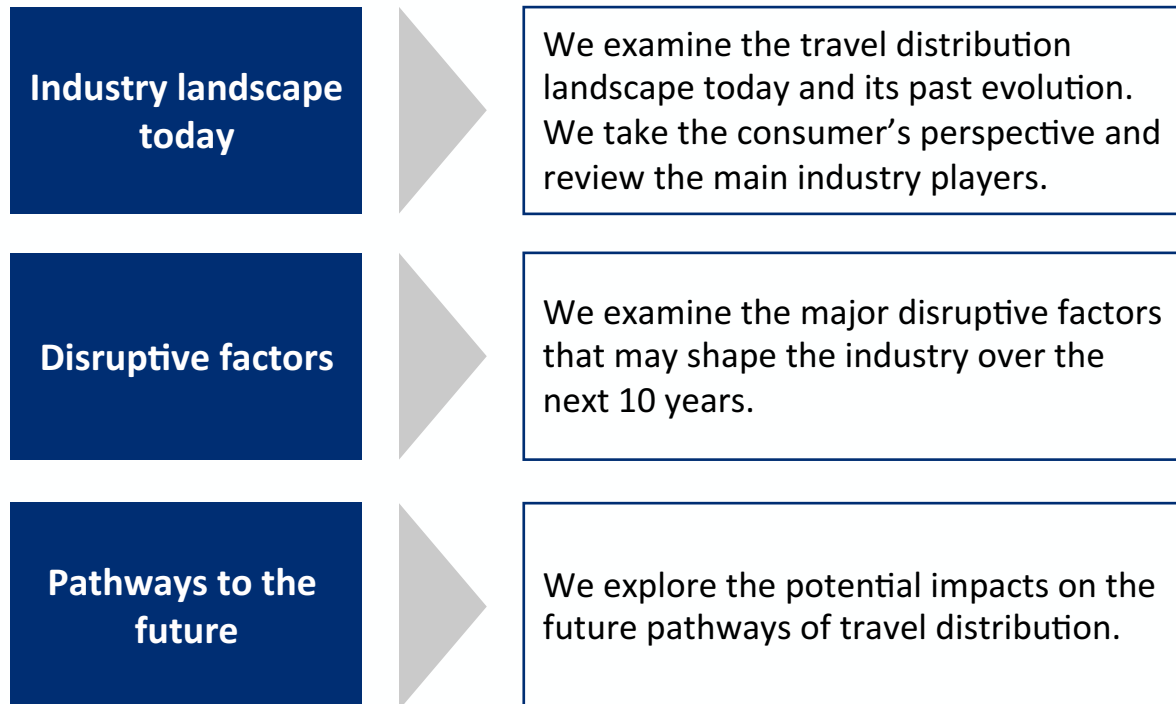 Industry landscape
today
We examine the travel distribution
landscape today and its past evolution.
We take the consumer’s perspective and
review the main industry players.
Disruptive factors
We examine the major disruptive factors
that may shape the industry over the
next 10 years.
Pathways to the
future
We explore the potential impacts on the
future pathways of travel distribution.